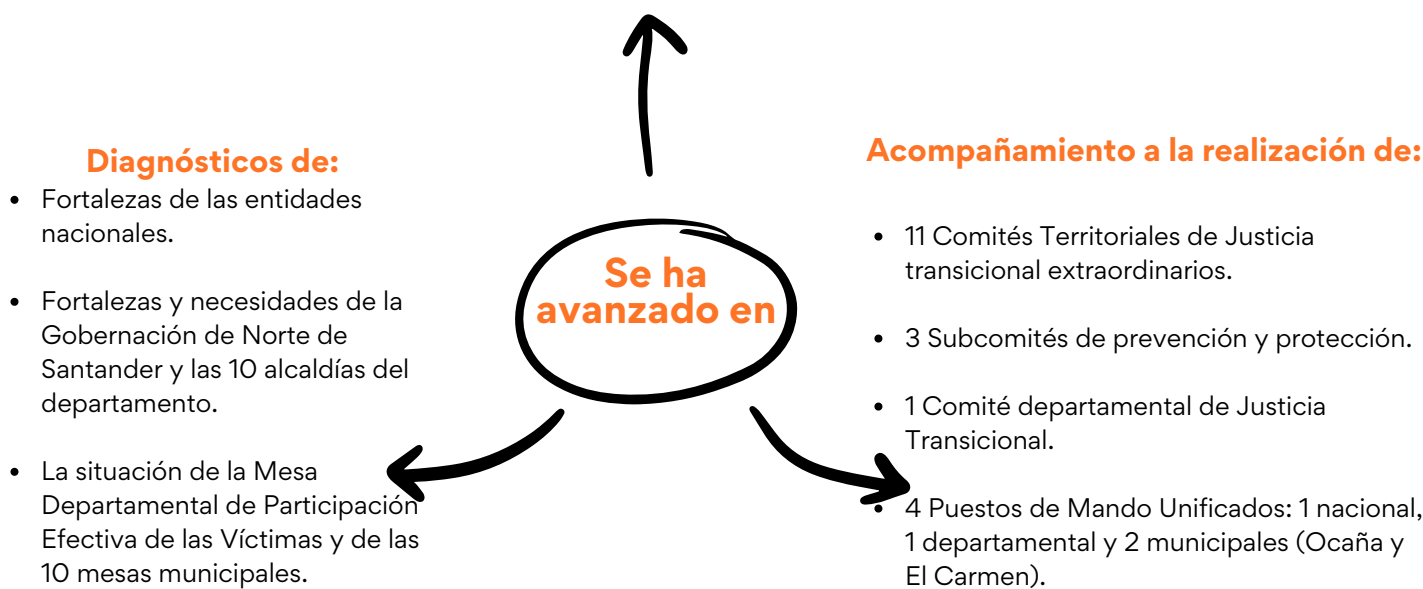 Diagnósticos de:
• Fortalezas de las entidades
nacionales.
• Fortalezas y necesidades de la
Gobernación de Norte de
Santander y las 10 alcaldías del
departamento.
• La situación de la Mesa
Departamental de Participación
Efectiva de las Víctimas y de las
10 mesas municipales.
Se ha
avanzado en
Acompañamiento a la realización de:
• 11 Comités Territoriales de Justicia
transicional extraordinarios.
• 3 Subcomités de prevención y protección.
• 1 Comité departamental de Justicia
Transicional.
• 4 Puestos de Mando Unificados: 1 nacional,
1 departamental y 2 municipales (Ocaña y
El Carmen).